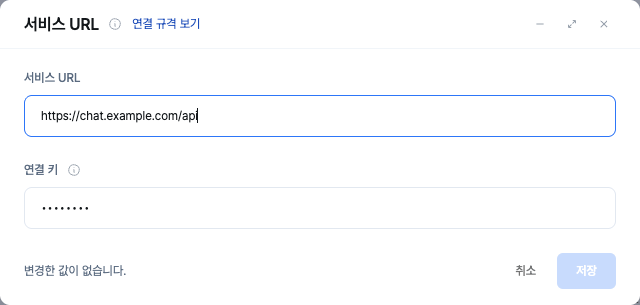 서비스 URL 연결 규격 보기
서비스 URL
https://chat.example.com/api
연결 키
••••••••
변경한 값이 없습니다. 취소 저장